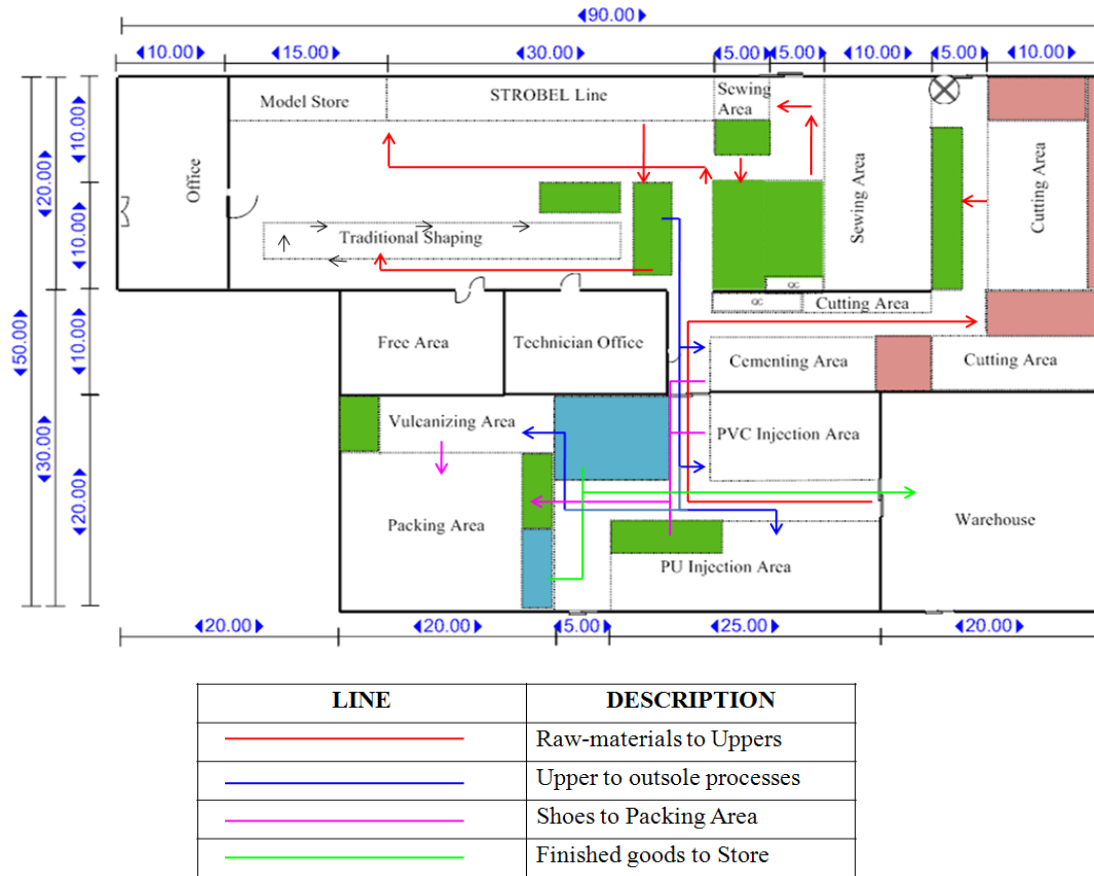 90.00
10.00
15.00
30.00
5.00
5.00
10.00
5.00
10.00
Model Store
STROBEL Line
Sewing
Area
Office
Sewing Area
Cutting Area
10.00
20.00
10.00
Traditional Shaping
QC
QC
Cutting Area
50.00
10.00
Free Area
Technician Office
Cementing Area
Cutting Area
Vulcanizing Area
PVC Injection Area
30.00
20.00
Packing Area
Warehouse
PU Injection Area
20.00
20.00
5.00
25.00
20.00
LINE DESCRIPTION
Raw-materials to Uppers
Upper to outsole processes
Shoes to Packing Area
Finished goods to Store